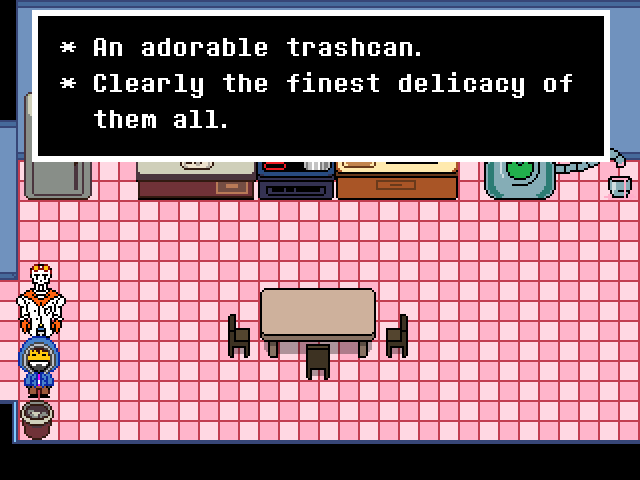 * An adorable trashcan.
* Clearly the finest delicacy of
them all.